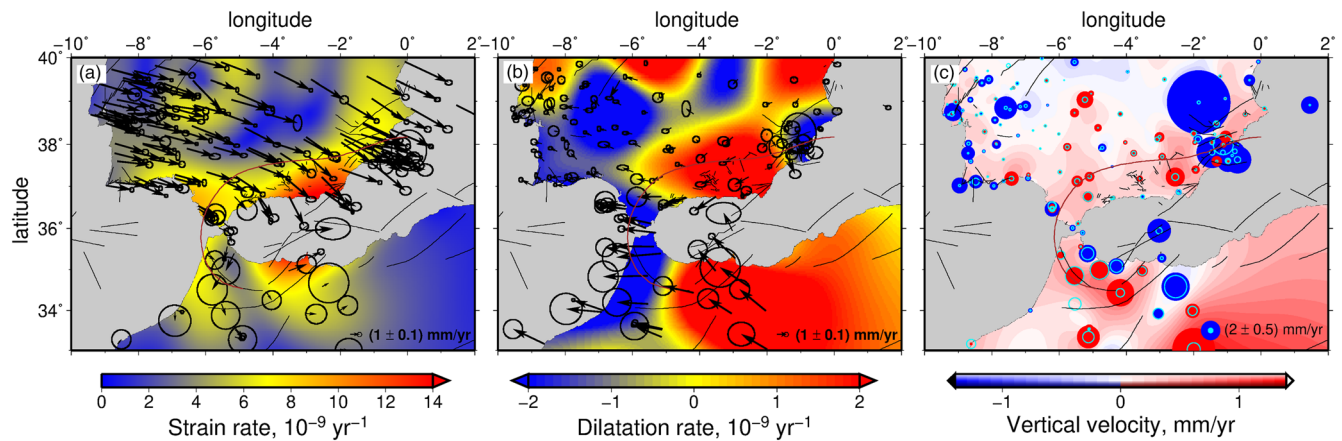 longitude
longitude
longitude
−10° −8° −6° −4° −2° 0° 2°
−10° −8° −6° −4° −2° 0° 2°
−10° −8° −6° −4° −2° 0° 2°
latitude
40°
38°
36°
34°
(a)
(b)
(c)
(1 ± 0.1) mm/yr
(1 ± 0.1) mm/yr
(2 ± 0.5) mm/yr
0 2 4 6 8 10 12 14
Strain rate, 10⁻⁹ yr⁻¹
−2 −1 0 1 2
Dilatation rate, 10⁻⁹ yr⁻¹
−1 0 1
Vertical velocity, mm/yr